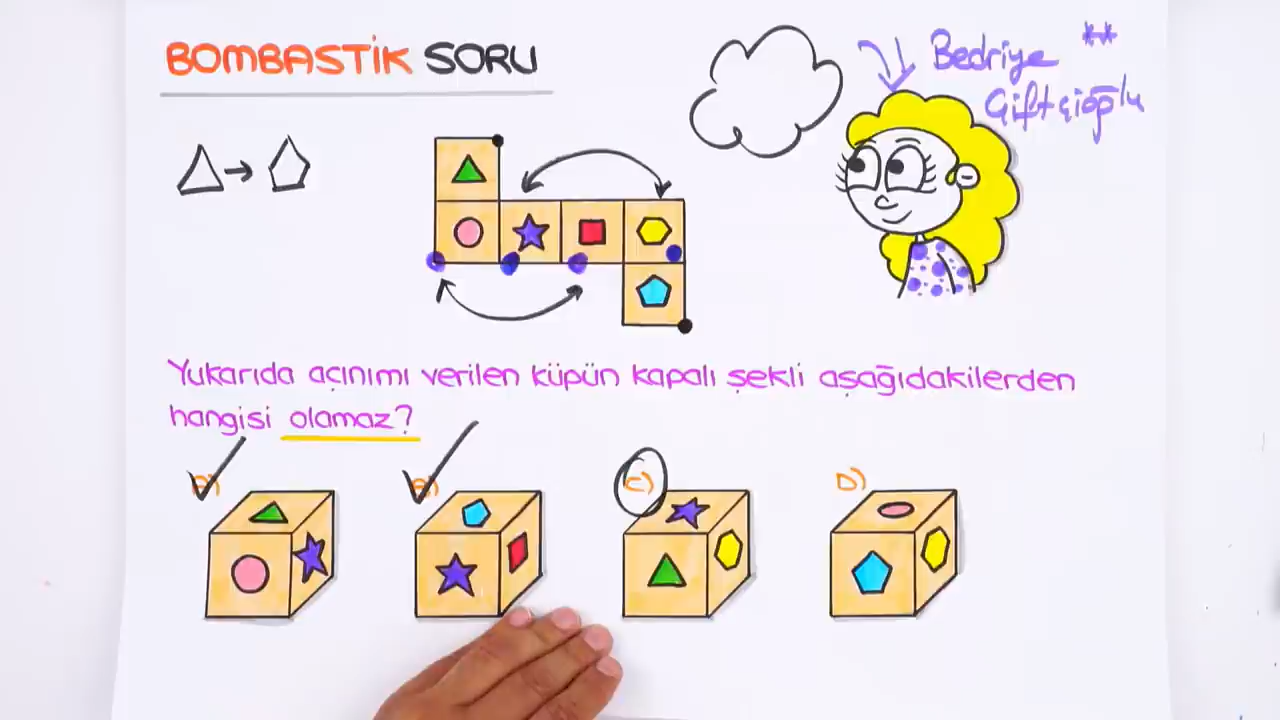 BOMBASTİK SORU
Bedriye **
Çiftçioğlu
Yukarıda açınımı verilen küpün kapalı şekli aşağıdakilerden
hangisi olamaz?
A) B) C) D)